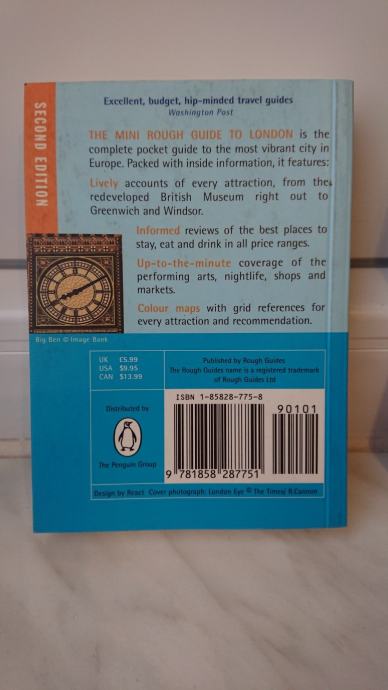 SECOND EDITION
Excellent, budget, hip-minded travel guides
Washington Post
THE MINI ROUGH GUIDE TO LONDON is the
complete pocket guide to the most vibrant city in
Europe. Packed with inside information, it features:
Lively accounts of every attraction, from the
redeveloped British Museum right out to
Greenwich and Windsor.
Informed reviews of the best places to
stay, eat and drink in all price ranges.
Up-to-the-minute coverage of the
performing arts, nightlife, shops and
markets.
Colour maps with grid references for
every attraction and recommendation.
Big Ben © Image Bank
UK £5.99
USA $9.95
CAN $13.99
Published by Rough Guides
The Rough Guides name is a registered trademark
of Rough Guides Ltd
Distributed by
The Penguin Group
ISBN 1-85828-775-8
90101
9 781858 287751
Design by React Cover photograph: London Eye © The Times/ R.Cannon